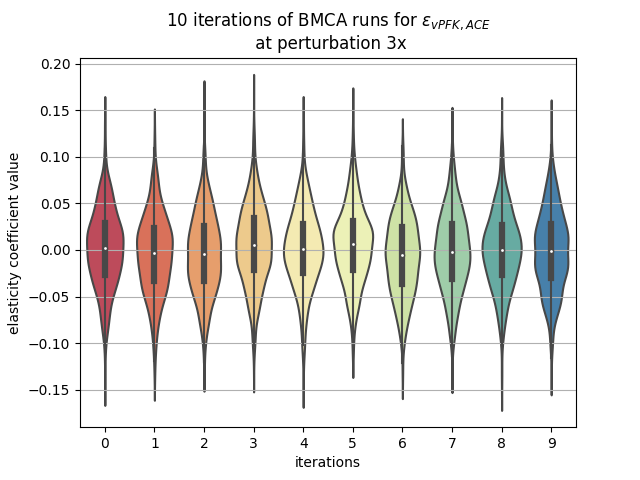 10 iterations of BMCA runs for ε_{vPFK, ACE}
at perturbation 3x
0.20
0.15
0.10
0.05
0.00
−0.05
−0.10
−0.15
elasticity coefficient value
0 1 2 3 4 5 6 7 8 9
iterations